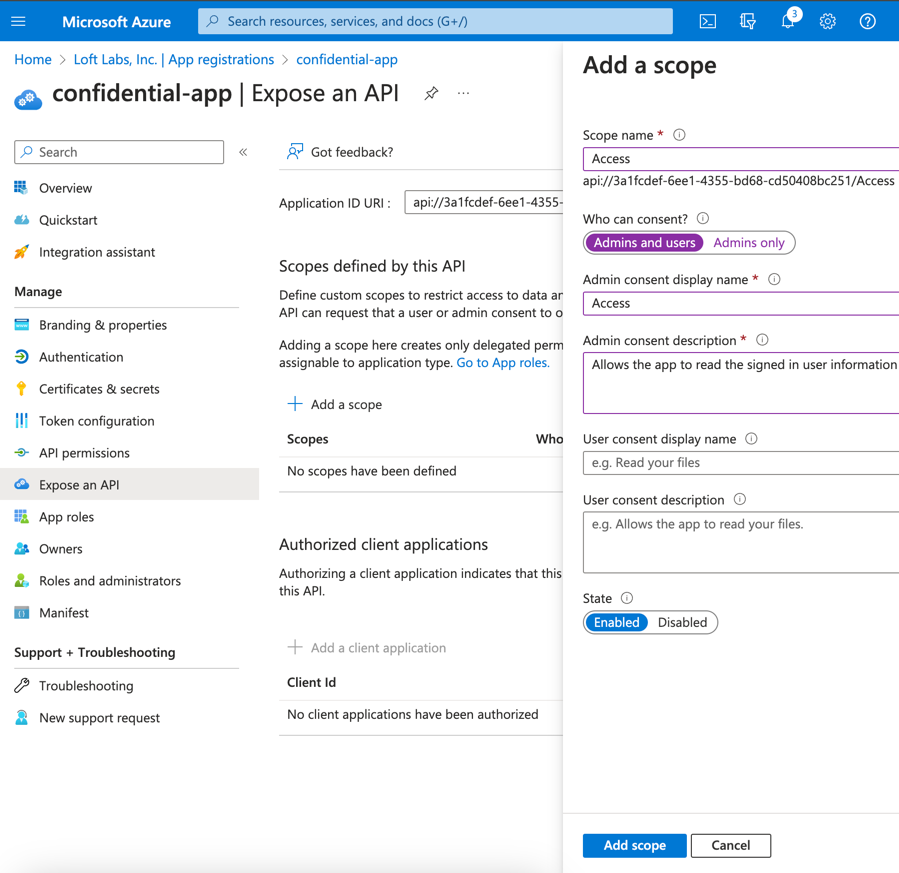 Microsoft Azure
Search resources, services, and docs (G+/)
3
Home > Loft Labs, Inc. | App registrations > confidential-app
confidential-app | Expose an API
...
Search
«
Overview
Quickstart
Integration assistant
Manage
Branding & properties
Authentication
Certificates & secrets
Token configuration
API permissions
Expose an API
App roles
Owners
Roles and administrators
Manifest
Support + Troubleshooting
Troubleshooting
New support request
Got feedback?
Application ID URI : api://3a1fcdef-6ee1-4355-
Scopes defined by this API
Define custom scopes to restrict access to data an
API can request that a user or admin consent to o
Adding a scope here creates only delegated perm
assignable to application type. Go to App roles.
Add a scope
Scopes Who
No scopes have been defined
Authorized client applications
Authorizing a client application indicates that this
this API.
Add a client application
Client Id
No client applications have been authorized
Add a scope
Scope name *
Access
api://3a1fcdef-6ee1-4355-bd68-cd50408bc251/Access
Who can consent?
Admins and users Admins only
Admin consent display name *
Access
Admin consent description *
Allows the app to read the signed in user information
User consent display name
e.g. Read your files
User consent description
e.g. Allows the app to read your files.
State
Enabled Disabled
Add scope Cancel